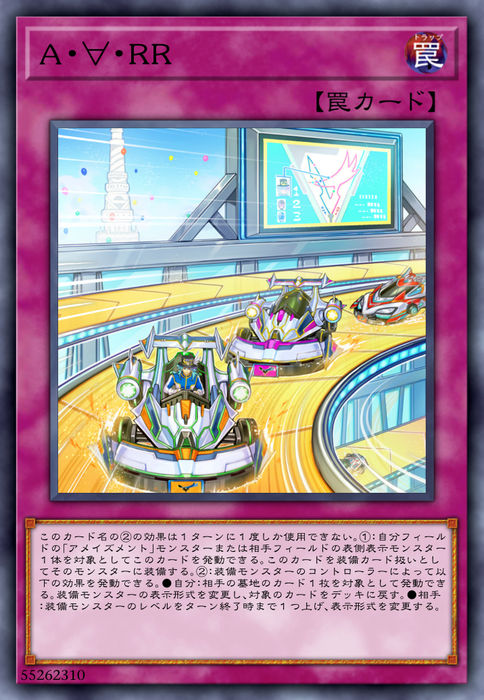 A・∀・RR
トラップ
罠
【罠カード】
1
2
3
このカード名の②の効果は１ターンに１度しか使用できない。①：自分フィール
ドの「アメイズメント」モンスターまたは相手フィールドの表側表示モンスター
１体を対象としてこのカードを発動できる。このカードを装備カード扱いとし
てそのモンスターに装備する。②：装備モンスターのコントローラーによって以
下の効果を発動できる。●自分：相手の墓地のカード１枚を対象として発動でき
る。装備モンスターの表示形式を変更し、対象のカードをデッキに戻す。●相手
：装備モンスターのレベルをターン終了時まで１つ上げ、表示形式を変更する。
55262310